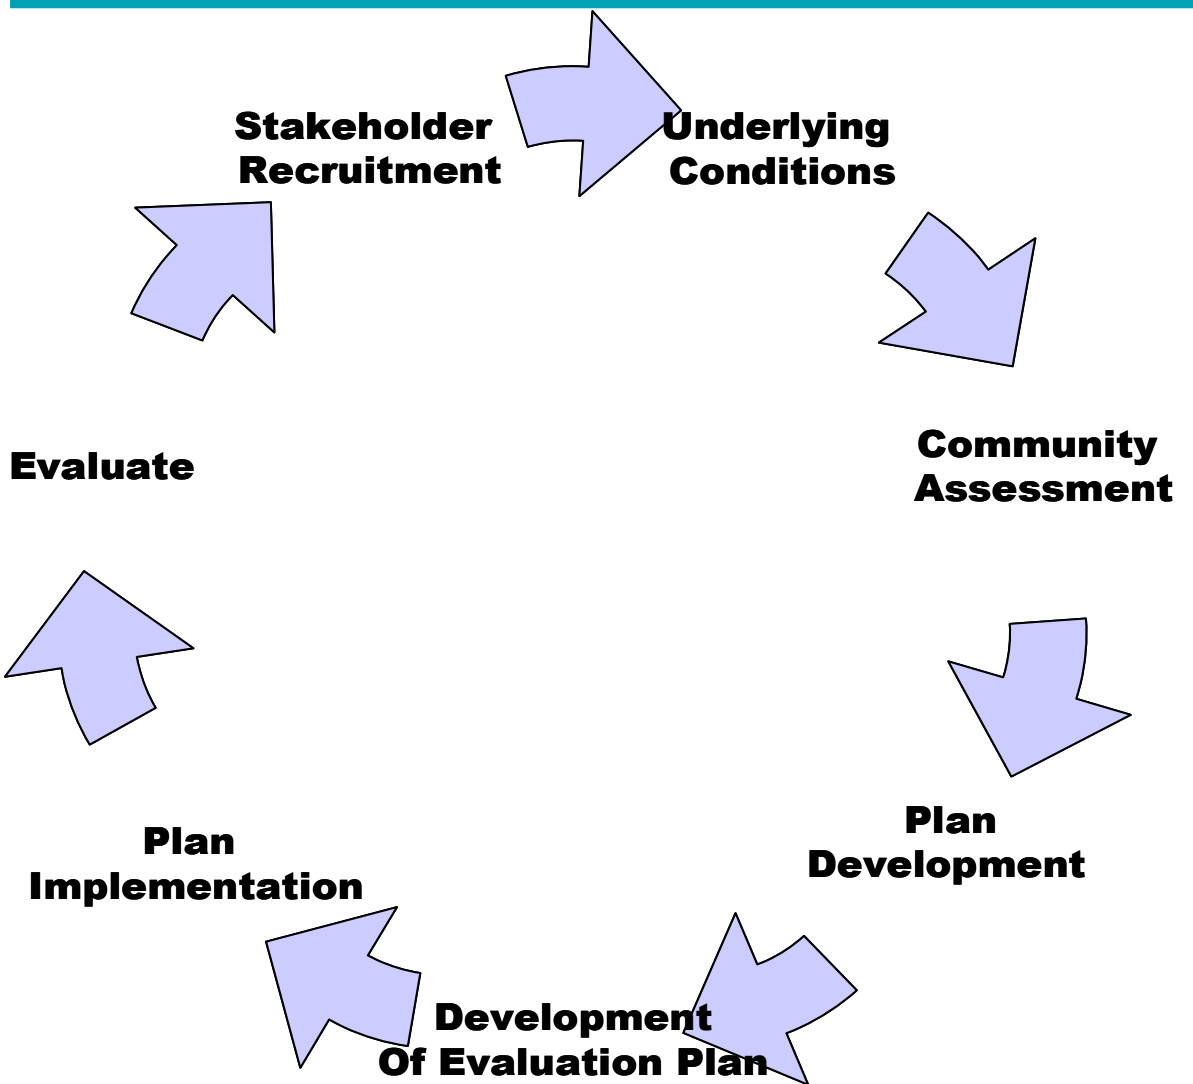 Stakeholder
Recruitment
Underlying
Conditions
Community
Assessment
Plan
Development
Development
Of Evaluation Plan
Plan
Implementation
Evaluate